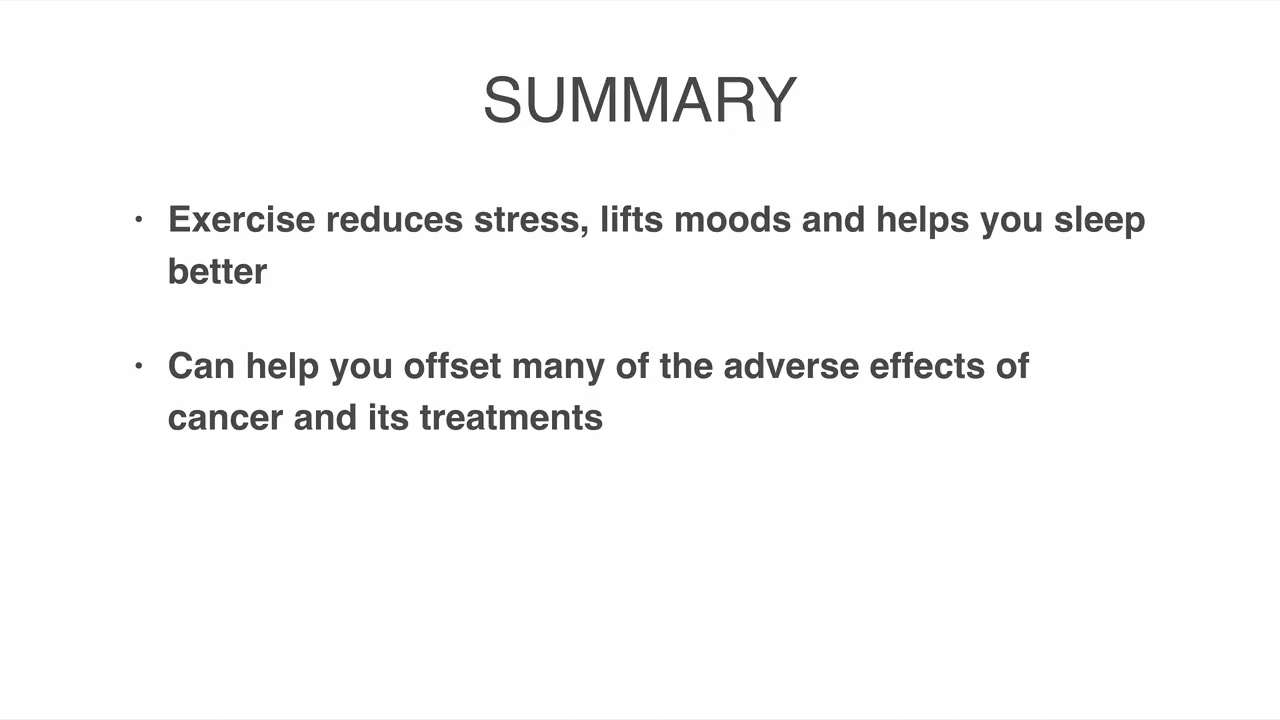 SUMMARY
• Exercise reduces stress, lifts moods and helps you sleep
better
• Can help you offset many of the adverse effects of
cancer and its treatments